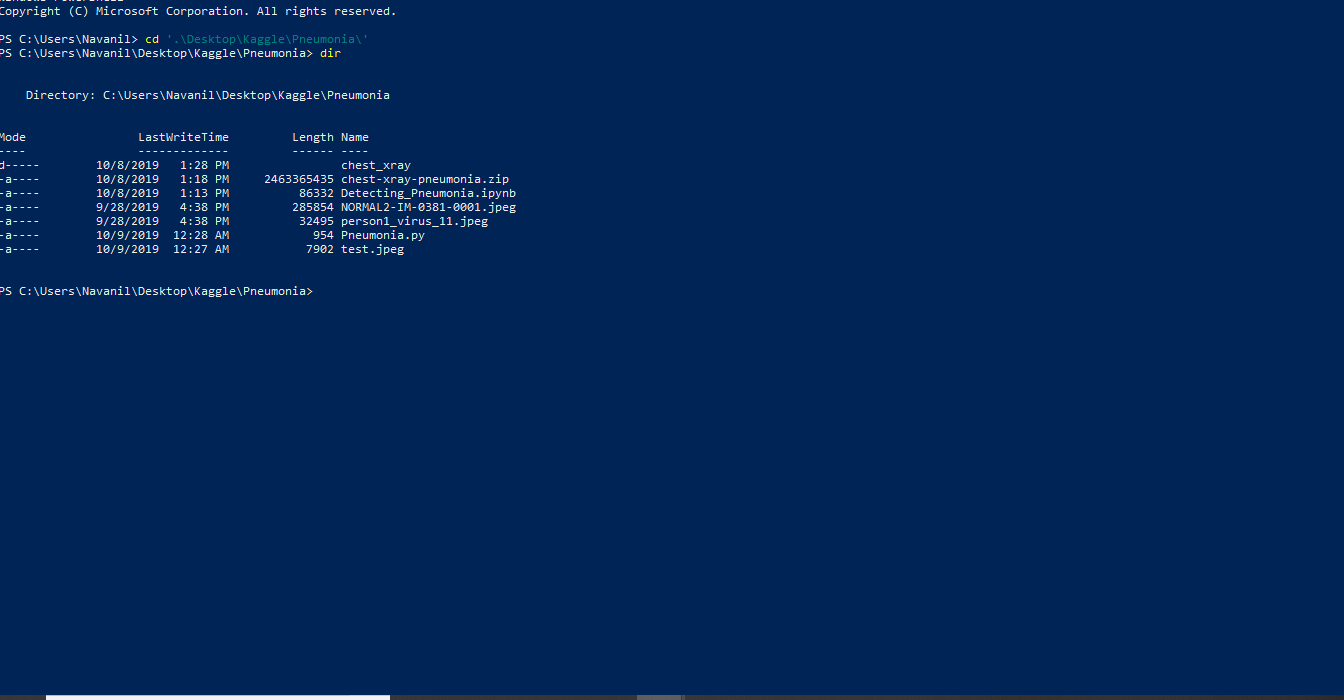 Copyright (C) Microsoft Corporation. All rights reserved.
PS C:\Users\Navanil> cd '.\Desktop\Kaggle\Pneumonia\'
PS C:\Users\Navanil\Desktop\Kaggle\Pneumonia> dir
Directory: C:\Users\Navanil\Desktop\Kaggle\Pneumonia
Mode LastWriteTime Length Name
---- ------------- ------ ----
d----- 10/8/2019 1:28 PM chest_xray
-a---- 10/8/2019 1:18 PM 2463365435 chest-xray-pneumonia.zip
-a---- 10/8/2019 1:13 PM 86332 Detecting_Pneumonia.ipynb
-a---- 9/28/2019 4:38 PM 285854 NORMAL2-IM-0381-0001.jpeg
-a---- 9/28/2019 4:38 PM 32495 person1_virus_11.jpeg
-a---- 10/9/2019 12:28 AM 954 Pneumonia.py
-a---- 10/9/2019 12:27 AM 7902 test.jpeg
PS C:\Users\Navanil\Desktop\Kaggle\Pneumonia>